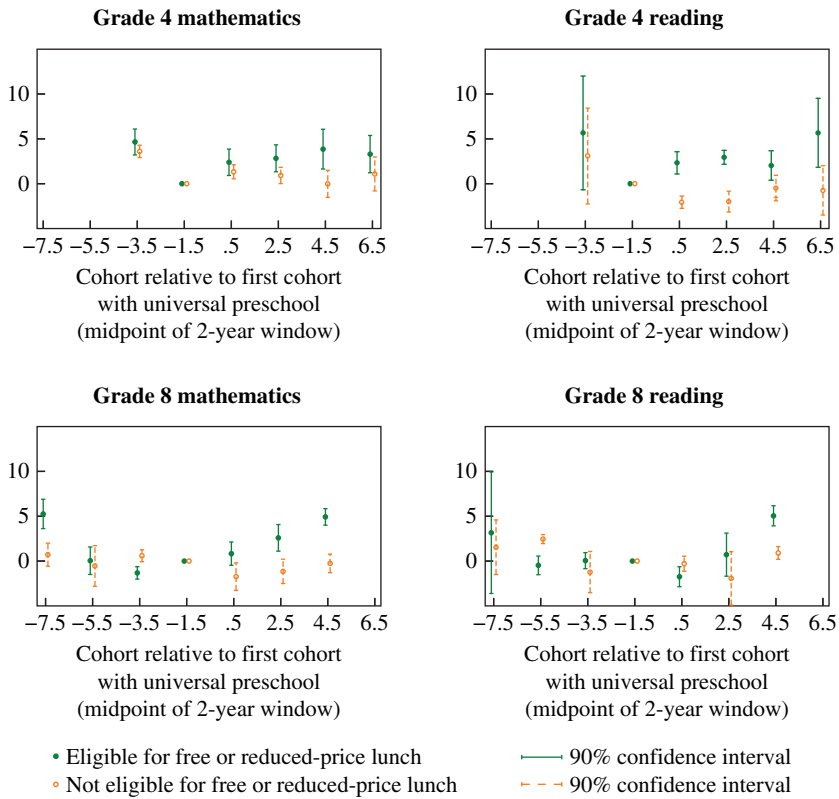 Grade 4 mathematics
10
5
0
−7.5 −5.5 −3.5 −1.5 .5 2.5 4.5 6.5
Cohort relative to first cohort
with universal preschool
(midpoint of 2-year window)
Grade 4 reading
10
5
0
−7.5 −5.5 −3.5 −1.5 .5 2.5 4.5 6.5
Cohort relative to first cohort
with universal preschool
(midpoint of 2-year window)
Grade 8 mathematics
10
5
0
−7.5 −5.5 −3.5 −1.5 .5 2.5 4.5 6.5
Cohort relative to first cohort
with universal preschool
(midpoint of 2-year window)
Grade 8 reading
10
5
0
−7.5 −5.5 −3.5 −1.5 .5 2.5 4.5 6.5
Cohort relative to first cohort
with universal preschool
(midpoint of 2-year window)
Eligible for free or reduced-price lunch
90% confidence interval
Not eligible for free or reduced-price lunch
90% confidence interval